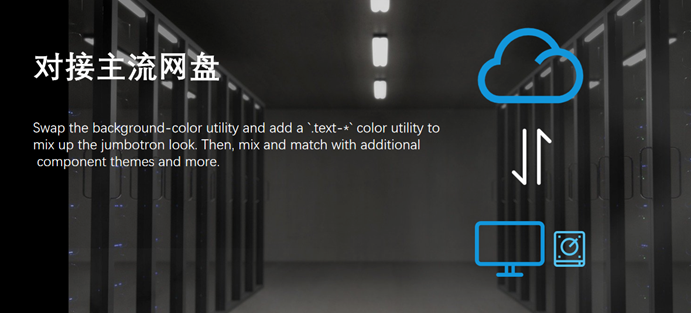 对接主流网盘
Swap the background-color utility and add a `.text-*` color utility to
mix up the jumbotron look. Then, mix and match with additional
component themes and more.